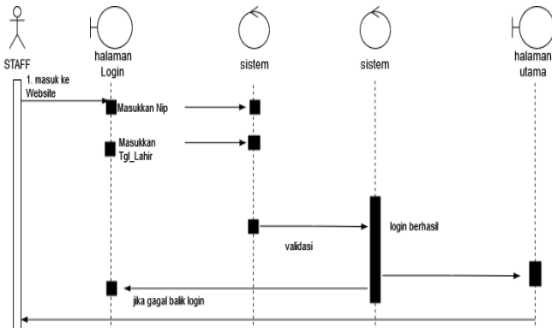 STAFF
halaman
Login
sistem
sistem
halaman
utama
1. masuk ke
Website
Masukkan Nip
Masukkan
Tgl_Lahir
login berhasil
validasi
jika gagal balik login